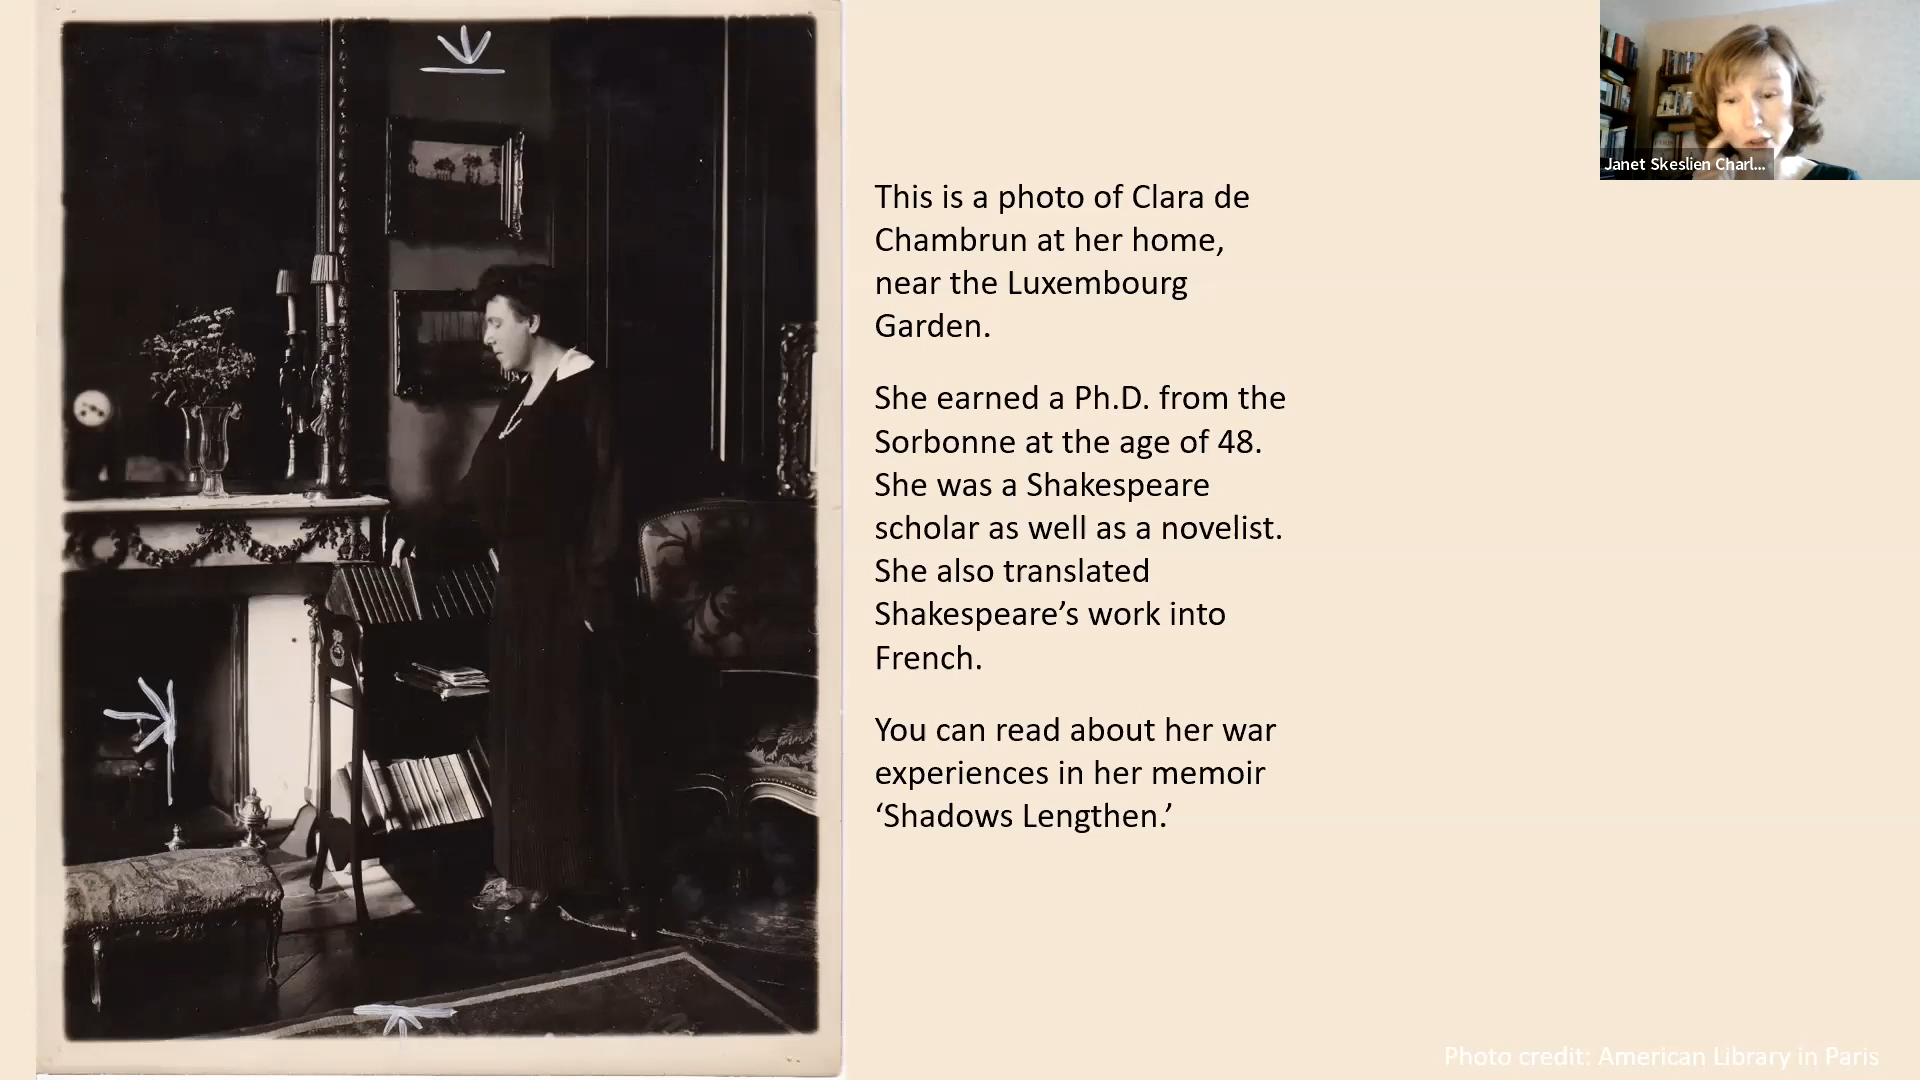 Janet Skeslien Charl...
This is a photo of Clara de
Chambrun at her home,
near the Luxembourg
Garden.
She earned a Ph.D. from the
Sorbonne at the age of 48.
She was a Shakespeare
scholar as well as a novelist.
She also translated
Shakespeare’s work into
French.
You can read about her war
experiences in her memoir
‘Shadows Lengthen.’
Photo credit: American Library in Paris